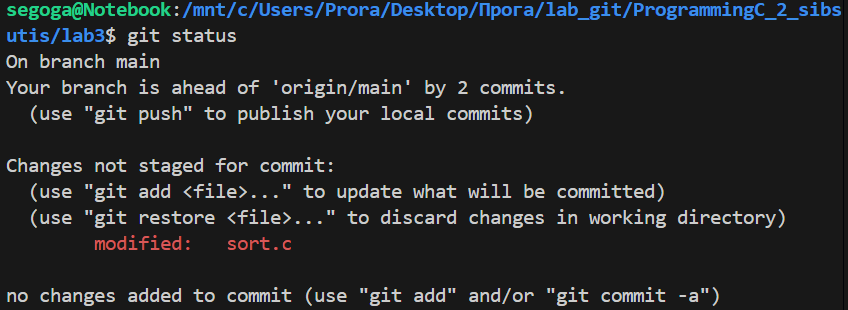 segoga@Notebook:/mnt/c/Users/Prora/Desktop/Прога/lab_git/ProgrammingC_2_sibs
utis/lab3$ git status
On branch main
Your branch is ahead of 'origin/main' by 2 commits.
  (use "git push" to publish your local commits)

Changes not staged for commit:
  (use "git add <file>..." to update what will be committed)
  (use "git restore <file>..." to discard changes in working directory)
        modified:   sort.c

no changes added to commit (use "git add" and/or "git commit -a")